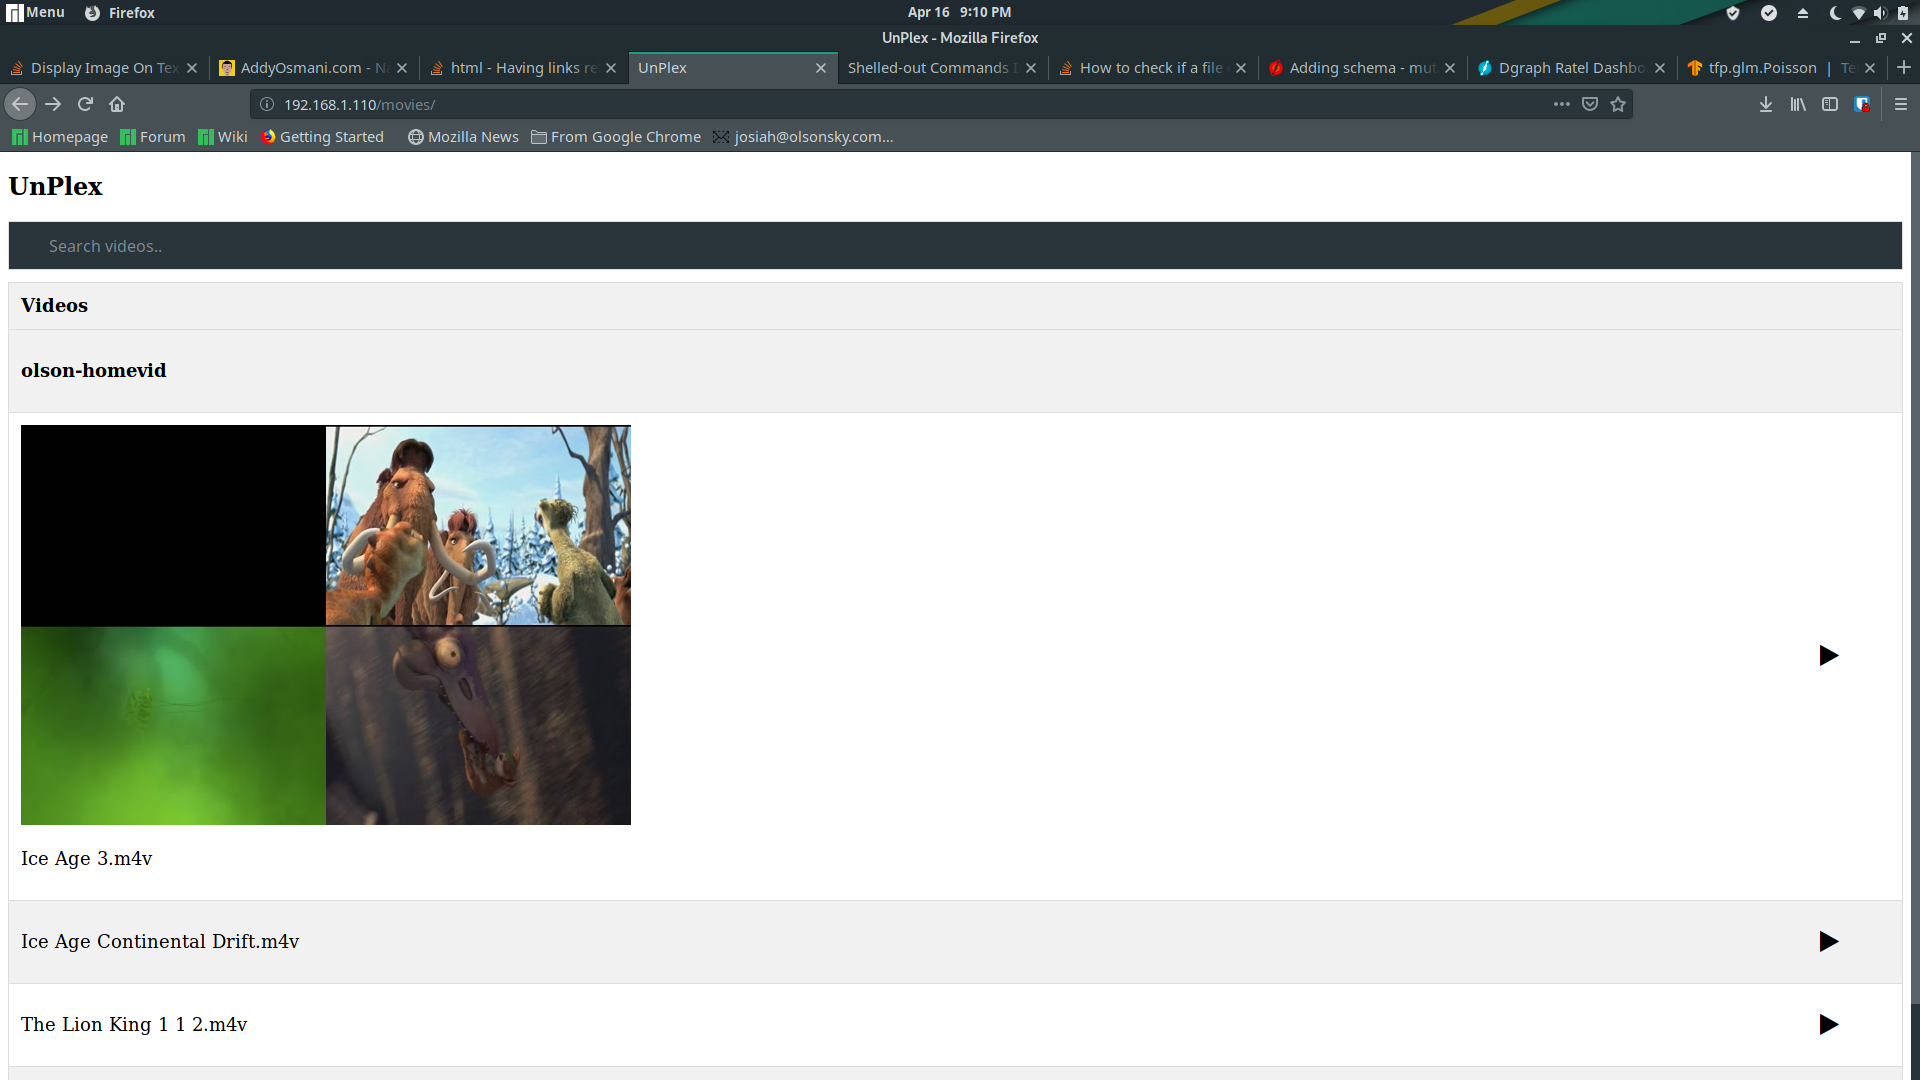 Menu Firefox Apr 16 9:10 PM
UnPlex - Mozilla Firefox
Display Image On Tex AddyOsmani.com - N html - Having links re UnPlex Shelled-out Commands How to check if a file Adding schema - mut Dgraph Ratel Dashbo tfp.glm.Poisson | Te
192.168.1.110/movies/
Homepage Forum Wiki Getting Started Mozilla News From Google Chrome josiah@olsonsky.com...
UnPlex
Search videos..
Videos
olson-homevid
Ice Age 3.m4v
Ice Age Continental Drift.m4v
The Lion King 1 1 2.m4v